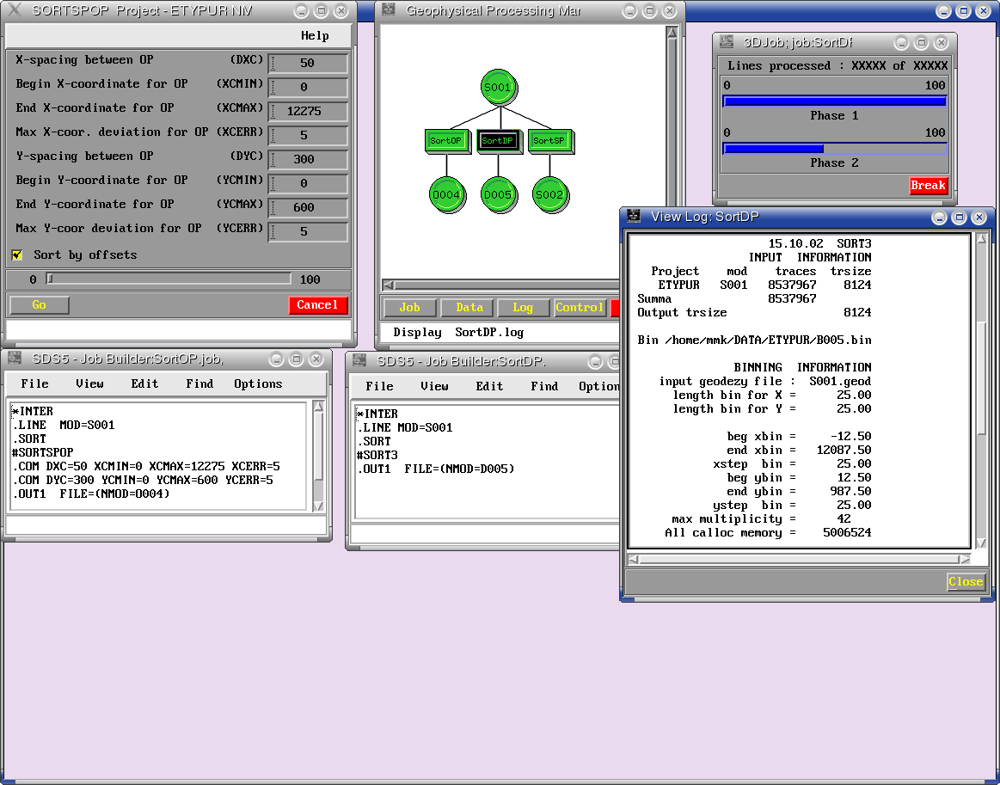 SORTSPOP Project - ETYPUR NM
Help
X-spacing between OP (DXC) 50
Begin X-coordinate for OP (XCMIN) 0
End X-coordinate for OP (XCMAX) 12275
Max X-coor. deviation for OP (XCERR) 5
Y-spacing between OP (DYC) 300
Begin Y-coordinate for OP (YCMIN) 0
End Y-coordinate for OP (YCMAX) 600
Max Y-coor deviation for OP (YCERR) 5
Sort by offsets
0 100
Go Cancel
Geophysical Processing Mar
S001
SortOP SortDP SortSP
O004 D005 S002
Job Data Log Control
Display SortDP.log
3DJob; job:SortDF
Lines processed : XXXXX of XXXXX
0 100
Phase 1
0 100
Phase 2
Break
View Log: SortDP
15.10.02 SORT3
INPUT INFORMATION
Project mod traces trsize
ETYPUR S001 8537967 8124
Summa 8537967
Output trsize 8124
Bin /home/mmk/DATA/ETYPUR/B005.bin
BINNING INFORMATION
input geodezy file : S001.geod
length bin for X = 25.00
length bin for Y = 25.00
beg xbin = -12.50
end xbin = 12087.50
xstep bin = 25.00
beg ybin = 12.50
end ybin = 987.50
ystep bin = 25.00
max multiplicity = 42
All calloc memory = 5006524
Close
SDS5 - Job Builder:SortOP.job,
File View Edit Find Options
*INTER
.LINE MOD=S001
.SORT
#SORTSPOP
.COM DXC=50 XCMIN=0 XCMAX=12275 XCERR=5
.COM DYC=300 YCMIN=0 YCMAX=600 YCERR=5
.OUT1 FILE=(NMOD=O004)
SDS5 - Job Builder:SortDP.
File View Edit Find Option
*INTER
.LINE MOD=S001
.SORT
#SORT3
.OUT1 FILE=(NMOD=D005)